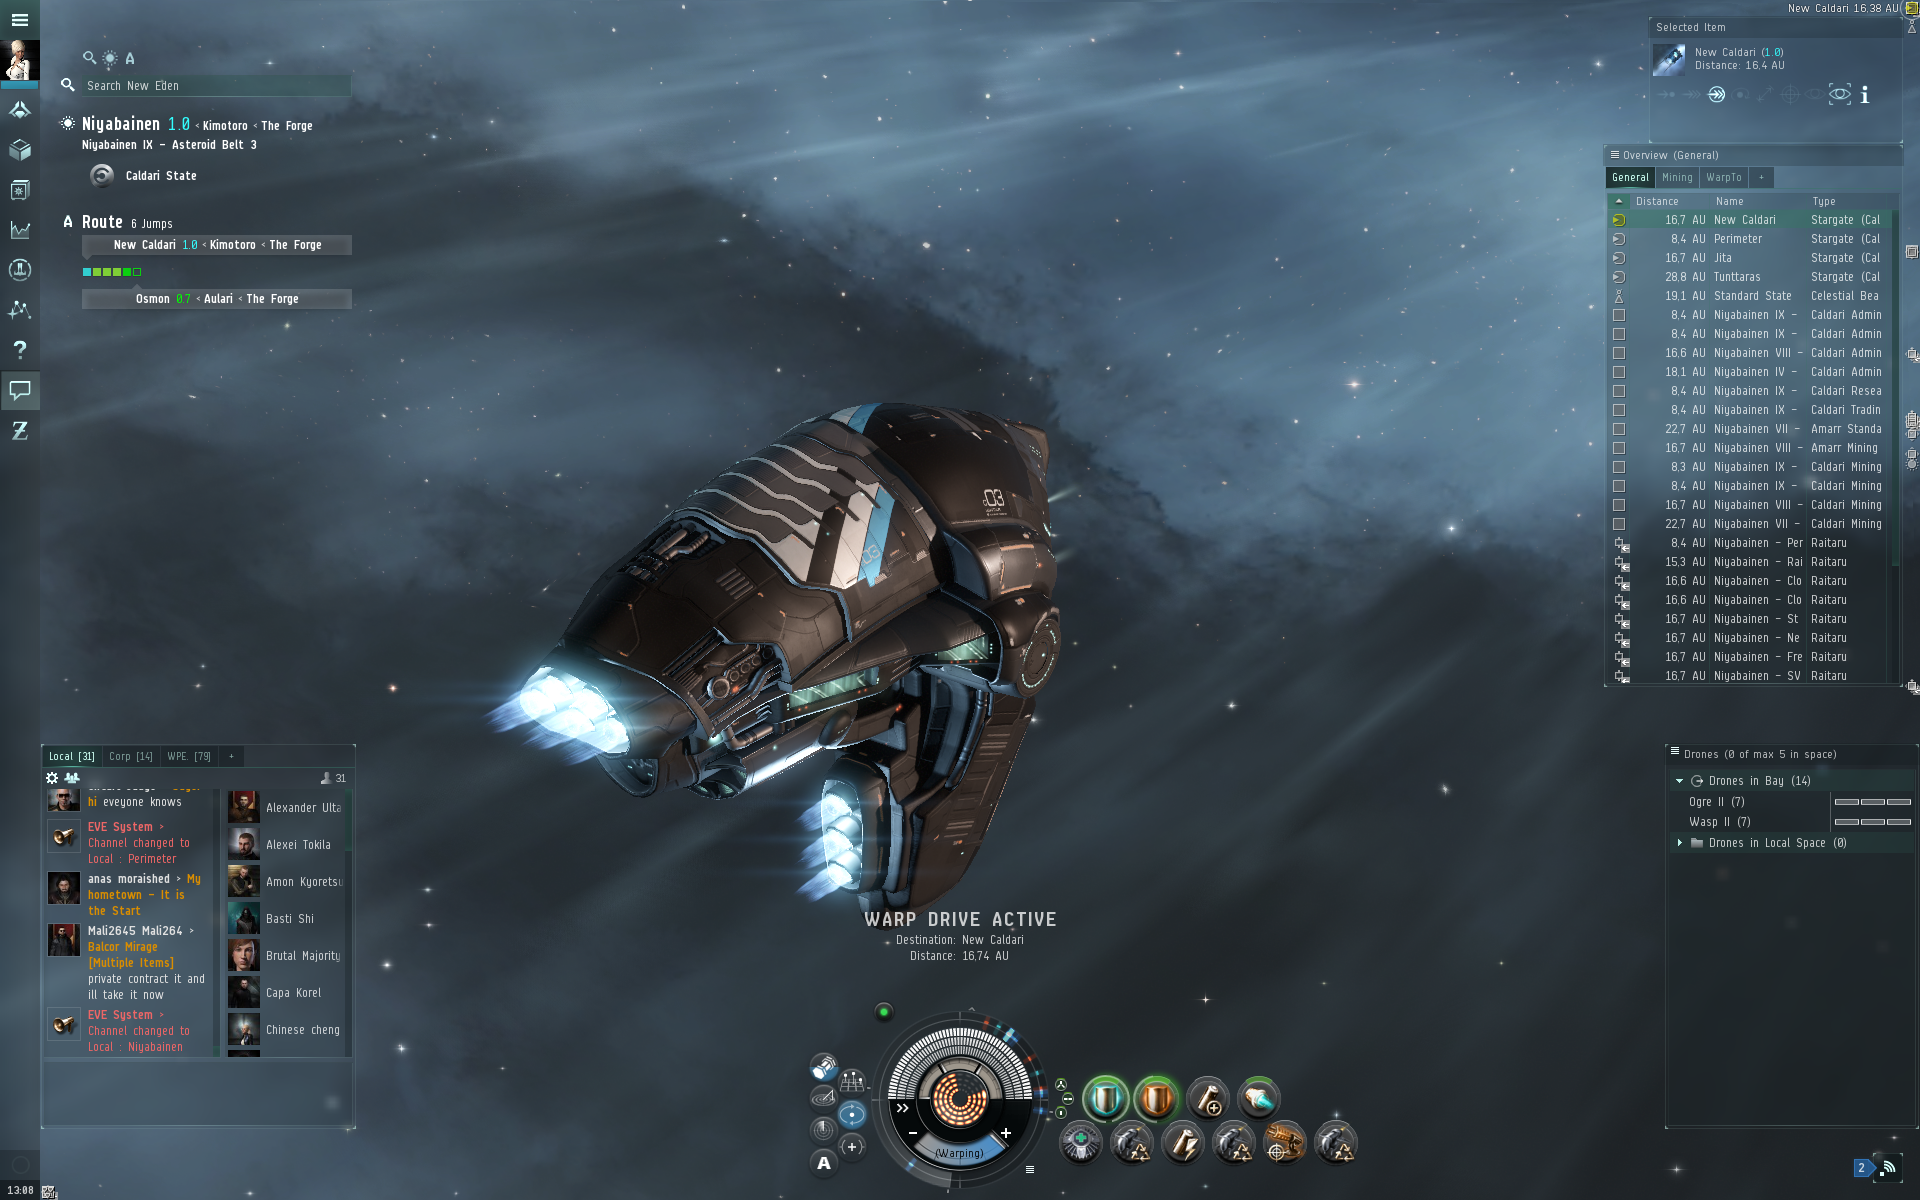 New Caldari 16,38 AU
Selected Item
New Caldari (1.0)
Distance: 16.4 AU
Search New Eden
Niyabainen 1.0 < Kimotoro < The Forge
Niyabainen IX - Asteroid Belt 3
Caldari State
Route 6 Jumps
New Caldari 1.0 < Kimotoro < The Forge
Osmon 0.7 < Aulari < The Forge
Overview (General)
General Mining WarpTo +
Distance Name Type
16,7 AU New Caldari Stargate (Cal
8,4 AU Perimeter Stargate (Cal
16,7 AU Jita Stargate (Cal
28,8 AU Tunttaras Stargate (Cal
19,1 AU Standard State Celestial Bea
8,4 AU Niyabainen IX - Caldari Admin
8,4 AU Niyabainen IX - Caldari Admin
16,6 AU Niyabainen VIII - Caldari Admin
18,1 AU Niyabainen IV - Caldari Admin
8,4 AU Niyabainen IX - Caldari Resea
8,4 AU Niyabainen IX - Caldari Tradin
22,7 AU Niyabainen VII - Amarr Standa
16,7 AU Niyabainen VIII - Amarr Mining
8,3 AU Niyabainen IX - Caldari Mining
8,4 AU Niyabainen IX - Caldari Mining
16,7 AU Niyabainen VIII - Caldari Mining
22,7 AU Niyabainen VII - Caldari Mining
8,4 AU Niyabainen - Per Raitaru
15,3 AU Niyabainen - Rai Raitaru
16,6 AU Niyabainen - Clo Raitaru
16,6 AU Niyabainen - Clo Raitaru
16,7 AU Niyabainen - St Raitaru
16,7 AU Niyabainen - Ne Raitaru
16,7 AU Niyabainen - Fre Raitaru
16,7 AU Niyabainen - SV Raitaru
03
03
Local [31] Corp [14] WPE. [79] +
31
hi eveyone knows
EVE System >
Channel changed to
Local : Perimeter
anas moraished > My
hometown - It is
the Start
Mali2645 Mali264 >
Balcor Mirage
[Multiple Items]
private contract it and
ill take it now
EVE System >
Channel changed to
Local : Niyabainen
Alexander Ulta
Alexei Tokila
Amon Kyoretsu
Basti Shi
Brutal Majority
Capa Korel
Chinese cheng
WARP DRIVE ACTIVE
Destination: New Caldari
Distance: 16,74 AU
(Warping)
A
Drones (0 of max 5 in space)
Drones in Bay (14)
Ogre II (7)
Wasp II (7)
Drones in Local Space (0)
2
13:08